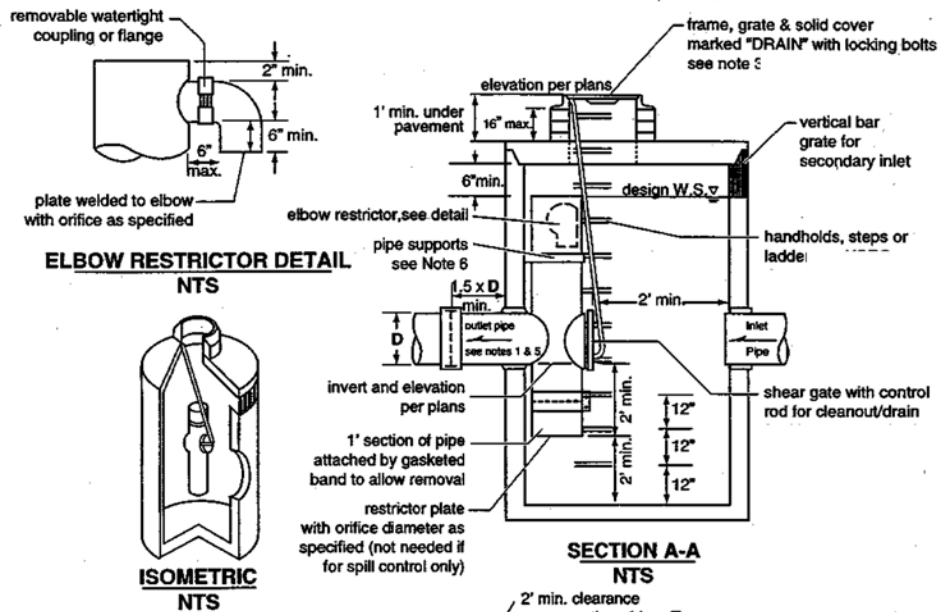 removable watertight
coupling or flange
2" min.
6" min.
6"
max.
plate welded to elbow
with orifice as specified
ELBOW RESTRICTOR DETAIL
NTS
ISOMETRIC
NTS
frame, grate & solid cover
marked "DRAIN" with locking bolts
see note 3
elevation per plans
1' min. under
pavement
16" max.
vertical bar
grate for
secondary inlet
6"min.
design W.S.
elbow restrictor,see detail
handholds, steps or
pipe supports
see Note 6
1.5 x D
min.
2' min.
D
outlet pipe
see notes 1 & 5
Inlet
Pipe
invert and elevation
per plans
shear gate with control
rod for cleanout/drain
2' min.
12"
12"
12"
2' min.
1' section of pipe
attached by gasketed
band to allow removal
restrictor plate
with orifice diameter as
specified (not needed if
for spill control only)
SECTION A-A
NTS
2' min. clearance